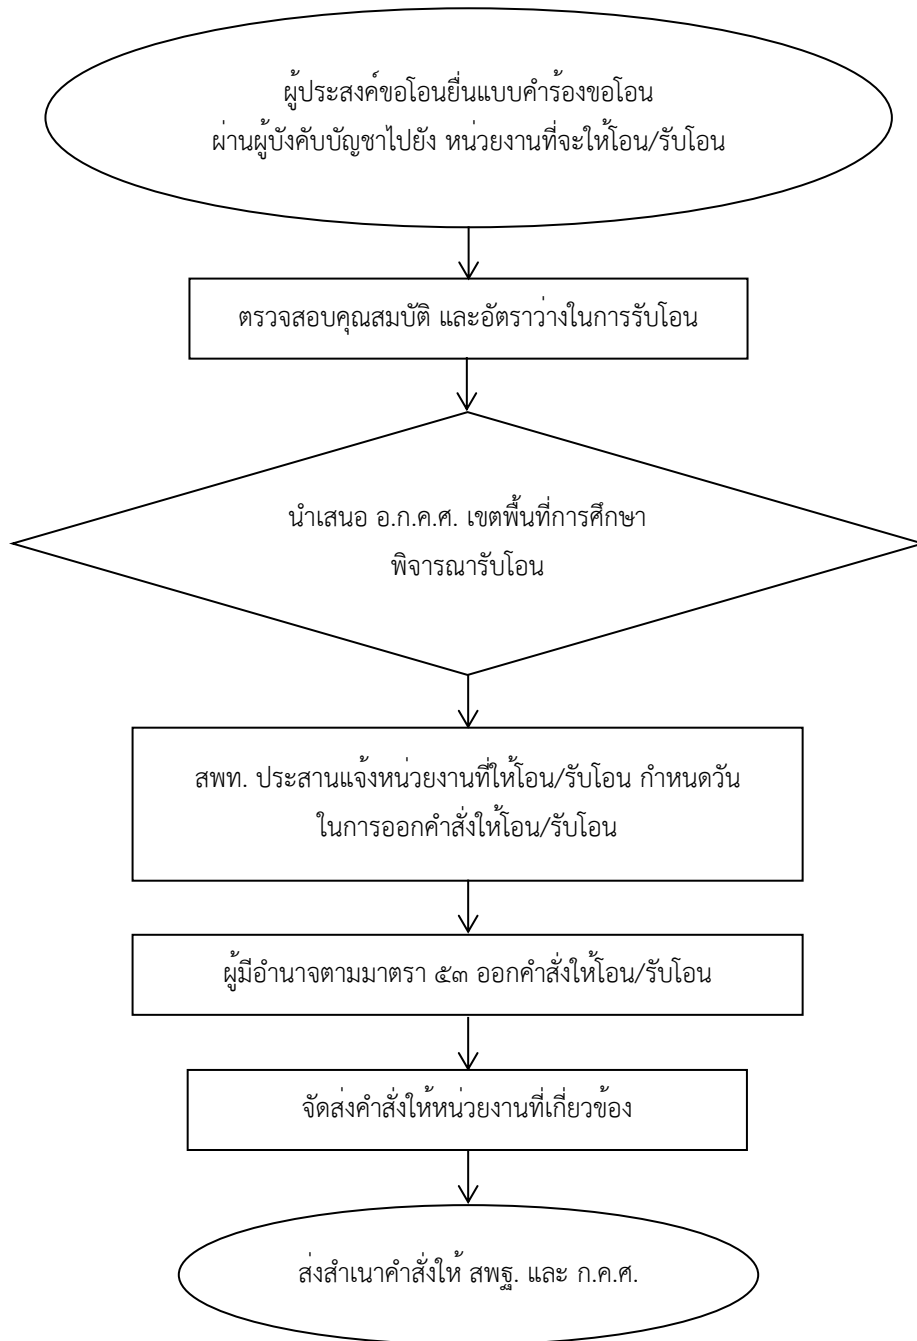 ผู้ประสงค์ขอโอนยื่นแบบคำร้องขอโอน
ผ่านผู้บังคับบัญชาไปยัง หน่วยงานที่จะให้โอน/รับโอน
ตรวจสอบคุณสมบัติ และอัตราว่างในการรับโอน
นำเสนอ อ.ก.ค.ศ. เขตพื้นที่การศึกษา
พิจารณารับโอน
สพท. ประสานแจ้งหน่วยงานที่ให้โอน/รับโอน กำหนดวัน
ในการออกคำสั่งให้โอน/รับโอน
ผู้มีอำนาจตามมาตรา ๕๓ ออกคำสั่งให้โอน/รับโอน
จัดส่งคำสั่งให้หน่วยงานที่เกี่ยวข้อง
ส่งสำเนาคำสั่งให้ สพฐ. และ ก.ค.ศ.